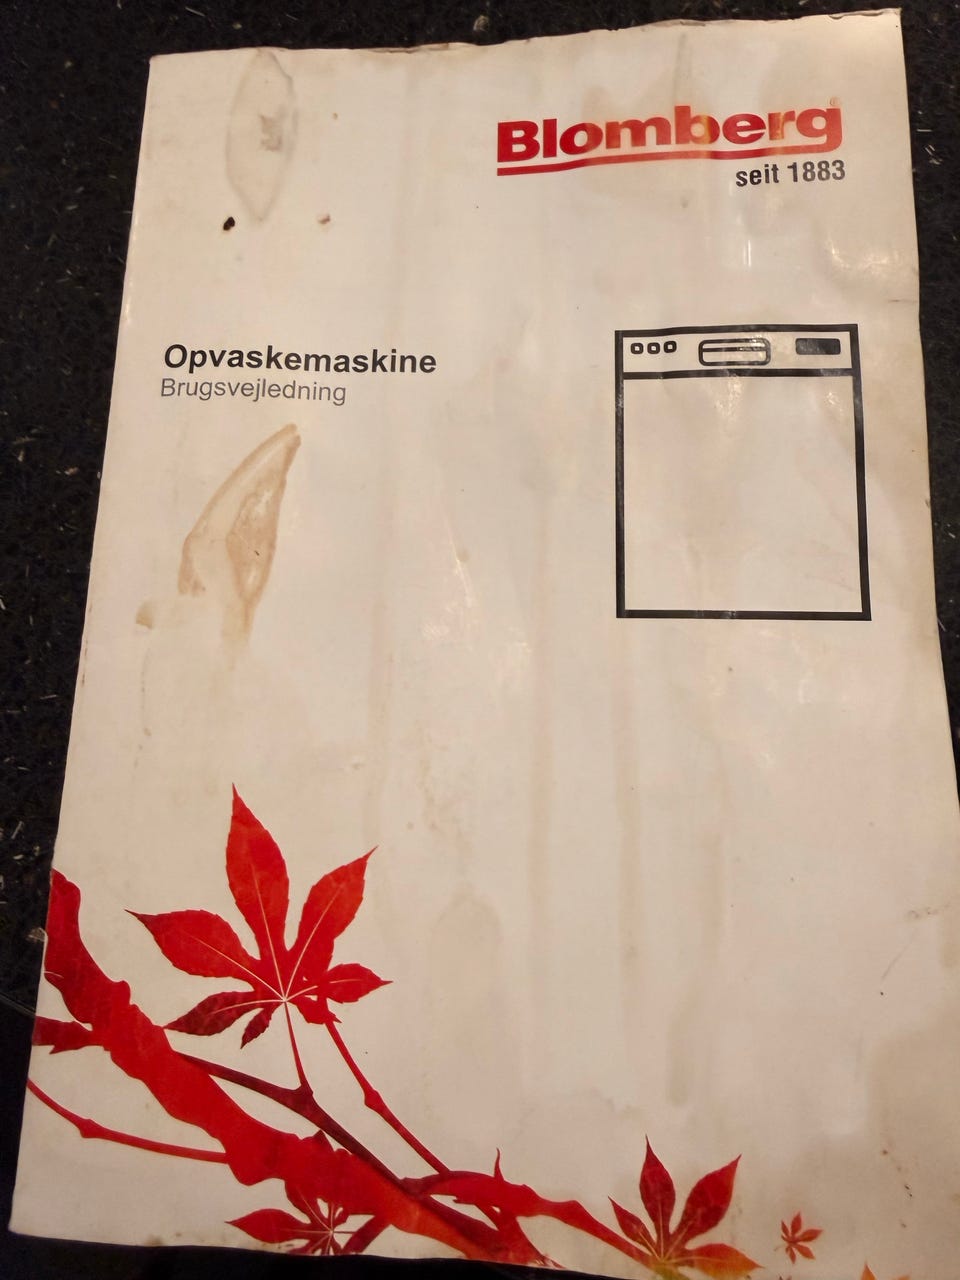 Blomberg®
seit 1883
Opvaskemaskine
Brugsvejledning